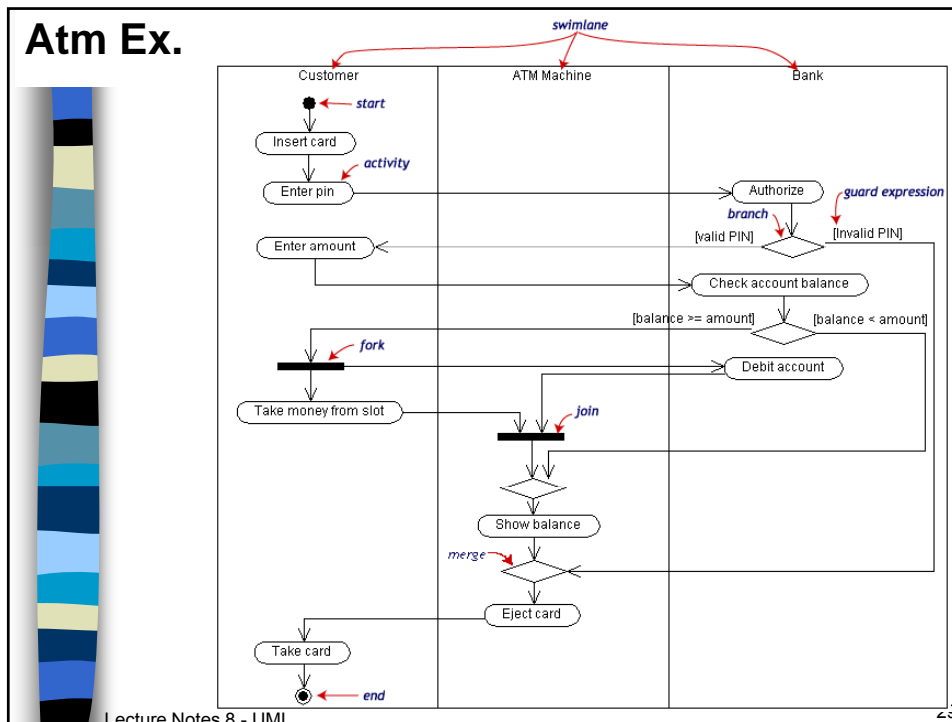 Atm Ex.
swimlane
Customer
ATM Machine
Bank
start
Insert card
activity
Enter pin
Authorize
guard expression
branch
[valid PIN]
[Invalid PIN]
Enter amount
Check account balance
[balance >= amount]
[balance < amount]
fork
Debit account
Take money from slot
join
Show balance
merge
Eject card
Take card
end
Lecture Notes 8 - UML